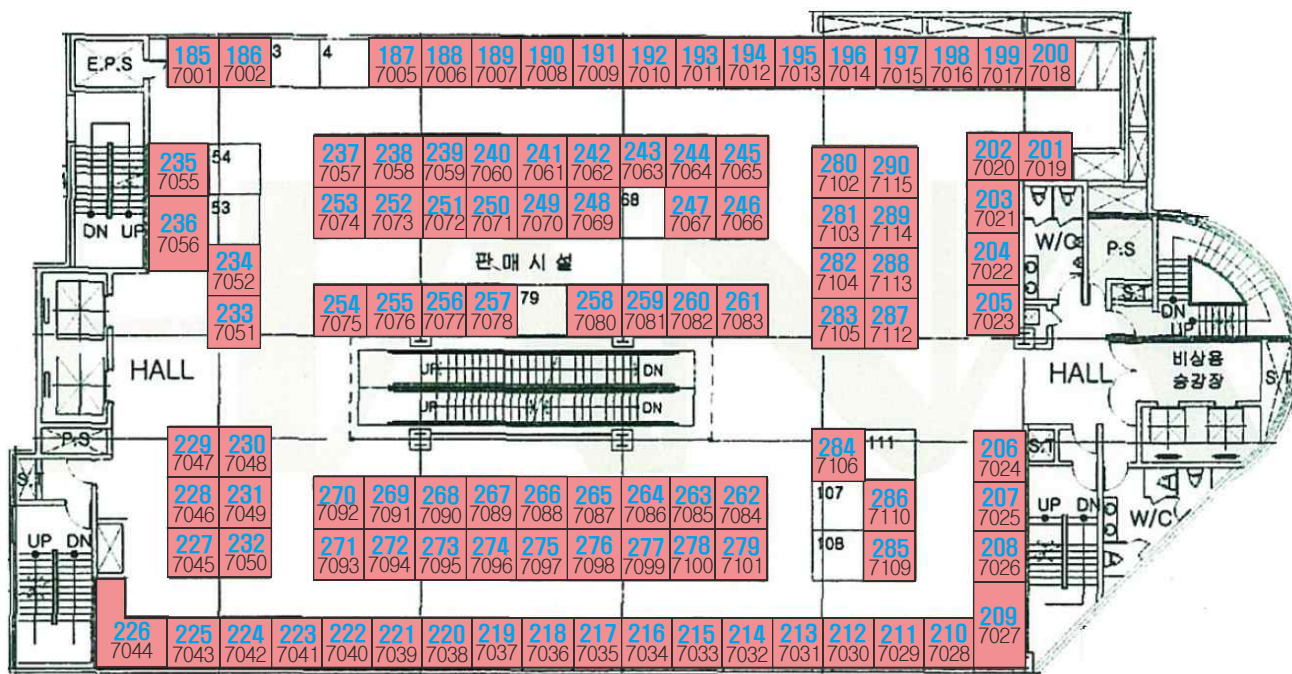 E.P.S
185 186 3 4 187 188 189 190 191 192 193 194 195 196 197 198 199 200
7001 7002 7005 7006 7007 7008 7009 7010 7011 7012 7013 7014 7015 7016 7017 7018
235 54 237 238 239 240 241 242 243 244 245 280 290 202 201
7055 7057 7058 7059 7060 7061 7062 7063 7064 7065 7102 7115 7020 7019
236 53 253 252 251 250 249 248 68 247 246 281 289 203
7056 7074 7073 7072 7071 7070 7069 7067 7066 7103 7114 7021
DN UP
W/C
P.S
234 판매시설 282 288 204
7052 7104 7113 7022
S.T
233 254 255 256 257 79 258 259 260 261 283 287 205
7051 7075 7076 7077 7078 7080 7081 7082 7083 7105 7112 7023
DN
UP
HALL
UP DN
UP DN
HALL
비상용
승강장
S.T
P.S
229 230 284 111 206
7047 7048 7106 7024
S.T
S.T
228 231 270 269 268 267 266 265 264 263 262 107 286 207
7046 7049 7092 7091 7090 7089 7088 7087 7086 7085 7084 7110 7025
UP DN
W/C
UP DN
227 232 271 272 273 274 275 276 277 278 279 108 285 208
7045 7050 7093 7094 7095 7096 7097 7098 7099 7100 7101 7109 7026
209
7027
226 225 224 223 222 221 220 219 218 217 216 215 214 213 212 211 210
7044 7043 7042 7041 7040 7039 7038 7037 7036 7035 7034 7033 7032 7031 7030 7029 7028